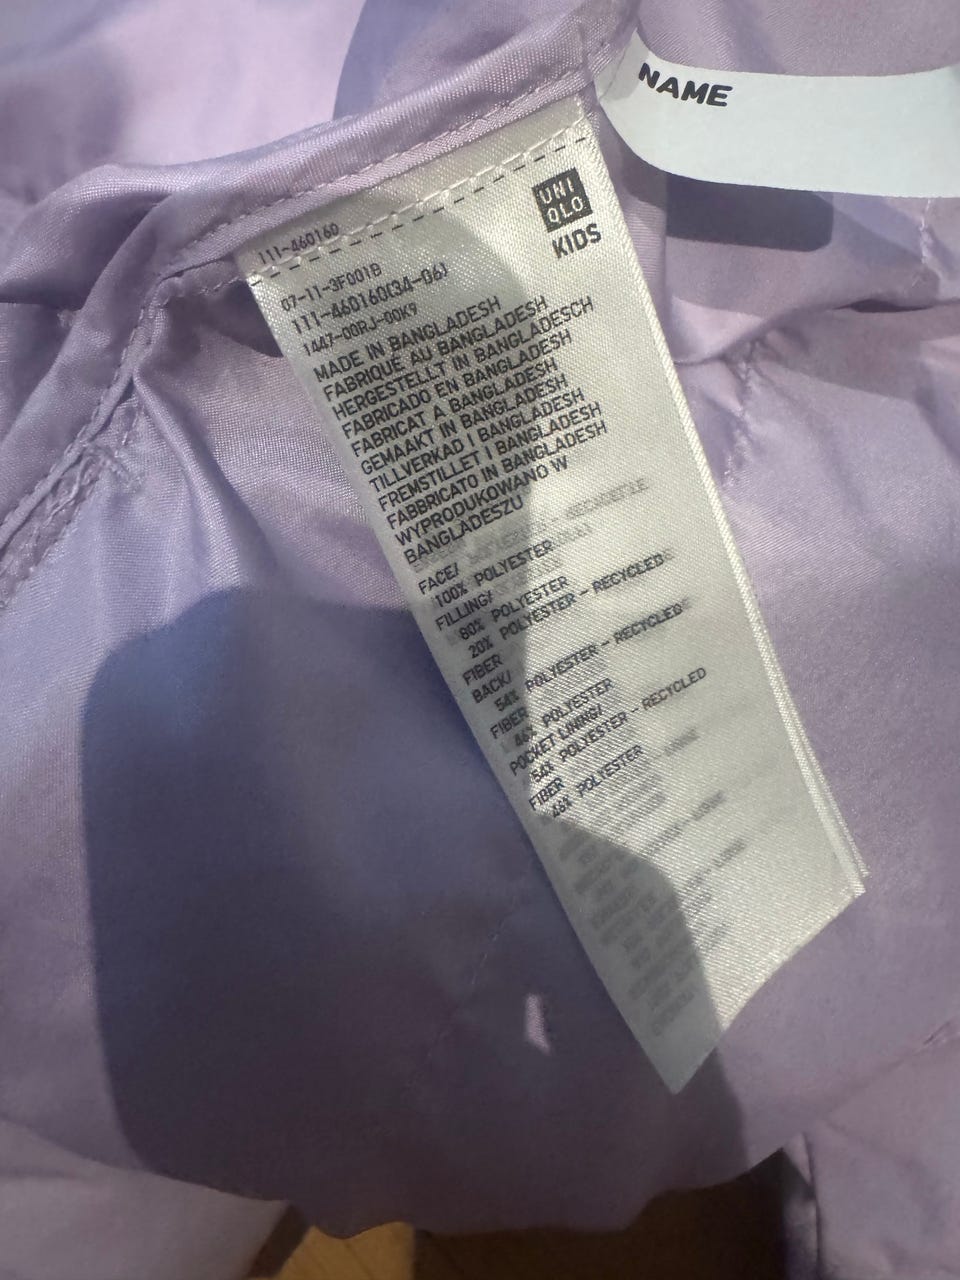 NAME
UNI
QLO
KIDS
111-460160
07-11-3F001B
111-460160(34-06)
1447-00RJ-00K9
MADE IN BANGLADESH
FABRIQUÉ AU BANGLADESH
HERGESTELLT IN BANGLADESCH
FABRICADO EN BANGLADESH
FABRICAT A BANGLADESH
GEMAAKT IN BANGLADESH
TILLVERKAD I BANGLADESH
FREMSTILLET I BANGLADESH
FABBRICATO IN BANGLADESH
WYPRODUKOWANO W
BANGLADESZU
FACE/
100% POLYESTER
FILLING/
80% POLYESTER
20% POLYESTER - RECYCLED
FIBER
BACK/
54% POLYESTER - RECYCLED
FIBER
46% POLYESTER
POCKET LINING/
54% POLYESTER - RECYCLED
FIBER
46% POLYESTER